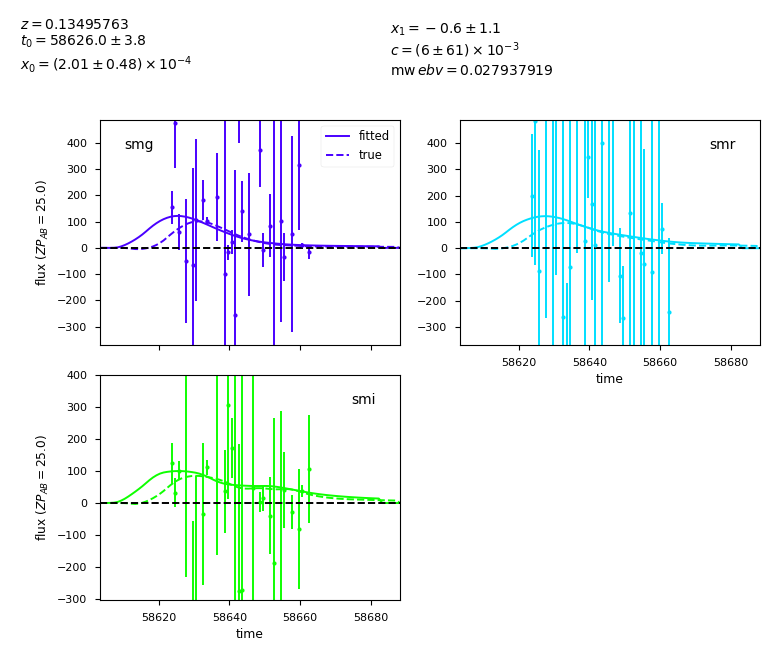 z = 0.13495763
t0 = 58626.0 ± 3.8
x0 = (2.01 ± 0.48) × 10^−4
x1 = −0.6 ± 1.1
c = (6 ± 61) × 10^−3
mw ebv = 0.027937919
smg
fitted
true
400
300
200
100
0
−100
−200
−300
flux (ZP_AB = 25.0)
smr
400
300
200
100
0
−100
−200
−300
58620 58640 58660 58680
time
smi
400
300
200
100
0
−100
−200
−300
flux (ZP_AB = 25.0)
58620 58640 58660 58680
time